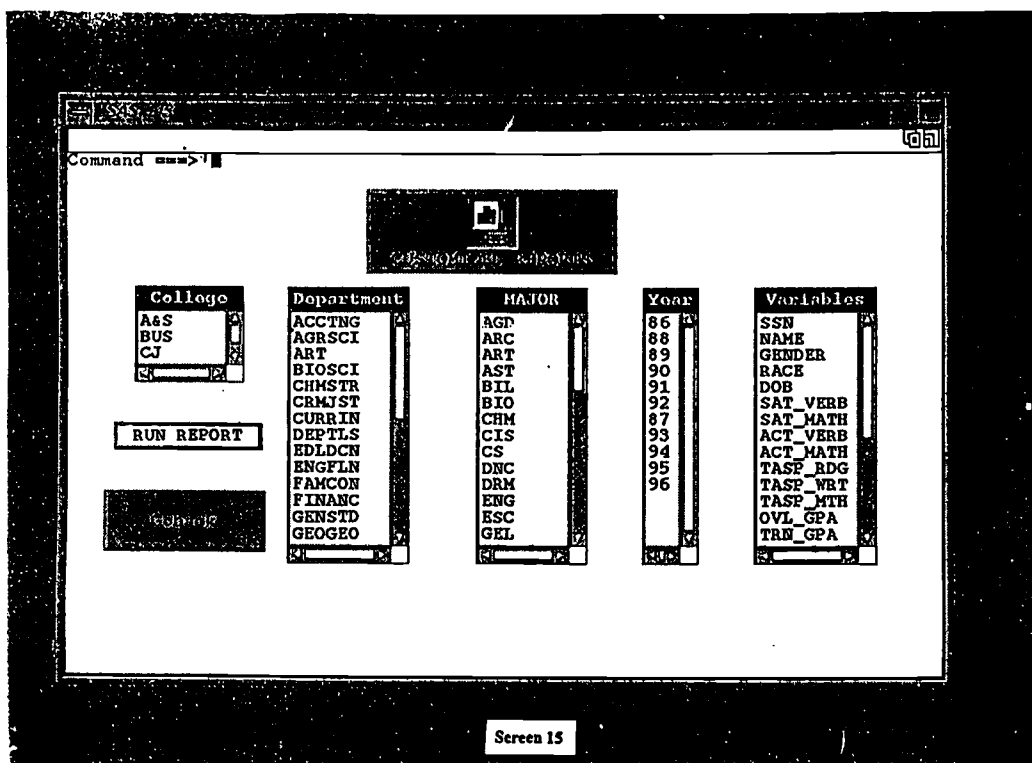 Command ===>
College
A&S
BUS
CJ
RUN REPORT
Department
ACCTNG
AGRSCI
ART
BIOSCI
CHMSTR
CRMJST
CURRIN
DEPTLS
EDLDCN
ENGFLN
FAMCON
FINANC
GENSTD
GEOGEO
MAJOR
AGD
ARC
ART
AST
BIL
BIO
CHM
CIS
CS
DNC
DRM
ENG
ESC
GEL
Year
86
88
89
90
91
92
87
93
94
95
96
Variables
SSN
NAME
GENDER
RACE
DOB
SAT_VERB
SAT_MATH
ACT_VERB
ACT_MATH
TASP_RDG
TASP_WRT
TASP_MTH
OVL_GPA
TRN_GPA
Screen 15